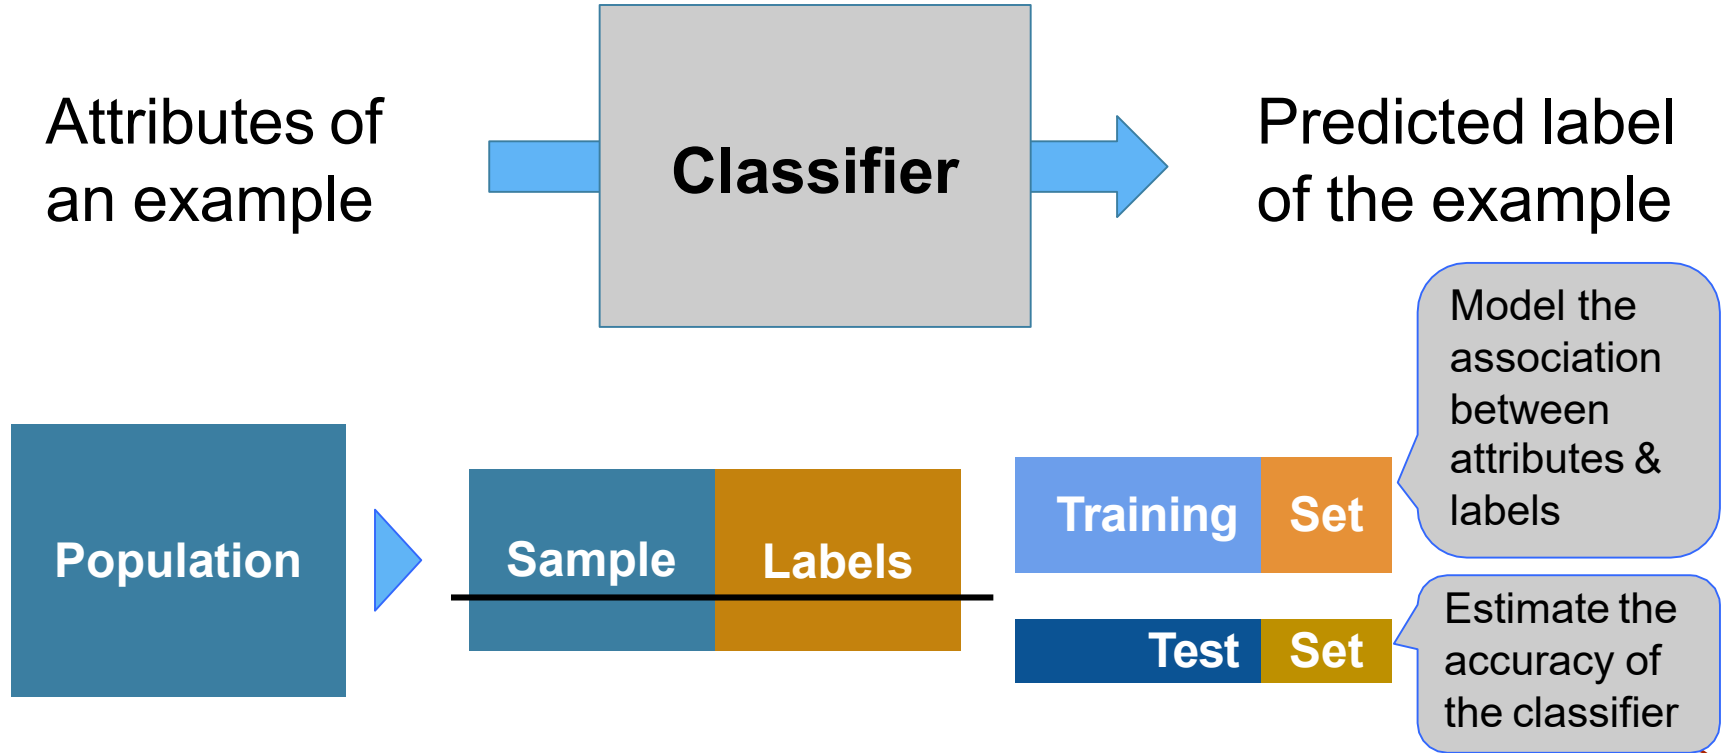 Attributes of
an example
Classifier
Predicted label
of the example
Population
Sample
Labels
Training Set
Model the
association
between
attributes &
labels
Test Set
Estimate the
accuracy of
the classifier